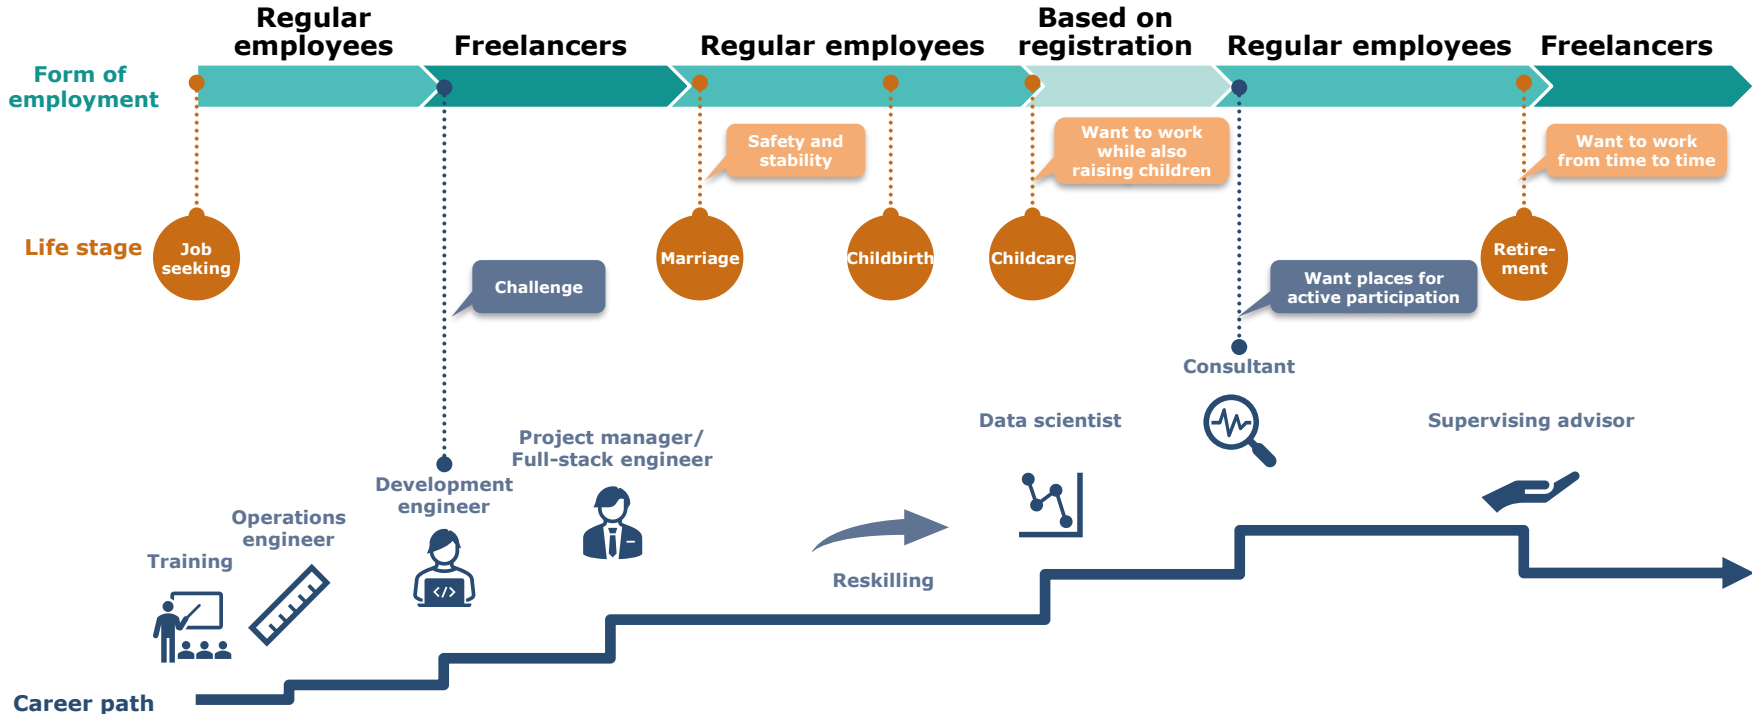 Regular
employees
Freelancers
Regular employees
Based on
registration
Regular employees
Freelancers
Form of
employment
Safety and
stability
Want to work
while also
raising children
Want to work
from time to time
Life stage
Job
seeking
Marriage
Childbirth
Childcare
Retire-
ment
Challenge
Want places for
active participation
Consultant
Data scientist
Supervising advisor
Project manager/
Full-stack engineer
Development
engineer
Operations
engineer
Training
Reskilling
</>
Career path